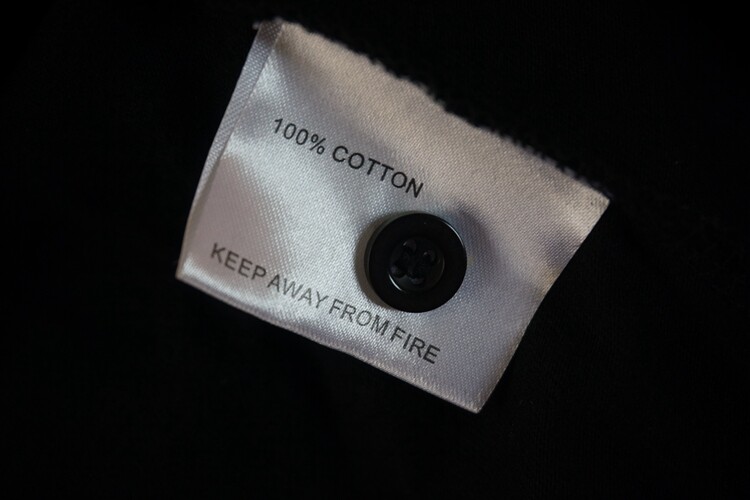 100% COTTON
KEEP AWAY FROM FIRE